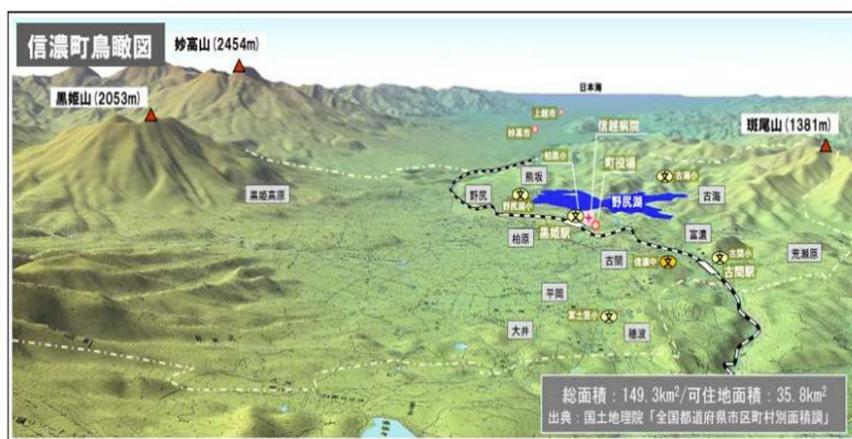 信濃町鳥瞰図
妙高山(2454m)
黒姫山(2053m)
日本海
上越市
妙高市
信越病院
斑尾山(1381m)
柏原小
町役場
熊坂
古海小
黒姫高原
野尻
野尻湖小
野尻湖
古海
黒姫駅
柏原
富濃
古間
信濃中
古間小
荒瀬原
古間駅
平岡
富士里小
大井
穂波
総面積：149.3km²/可住地面積：35.8km²
出典：国土地理院「全国都道府県市区町村別面積調」